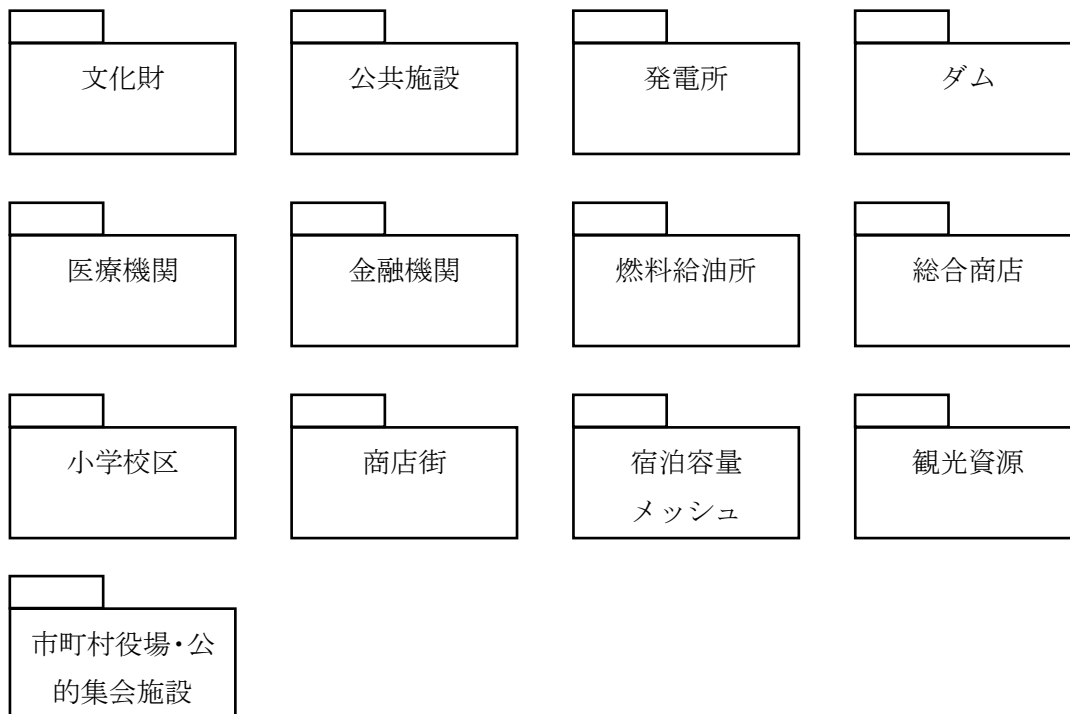 文化財
公共施設
発電所
ダム
医療機関
金融機関
燃料給油所
総合商店
小学校区
商店街
宿泊容量
メッシュ
観光資源
市町村役場・公
的集会施設